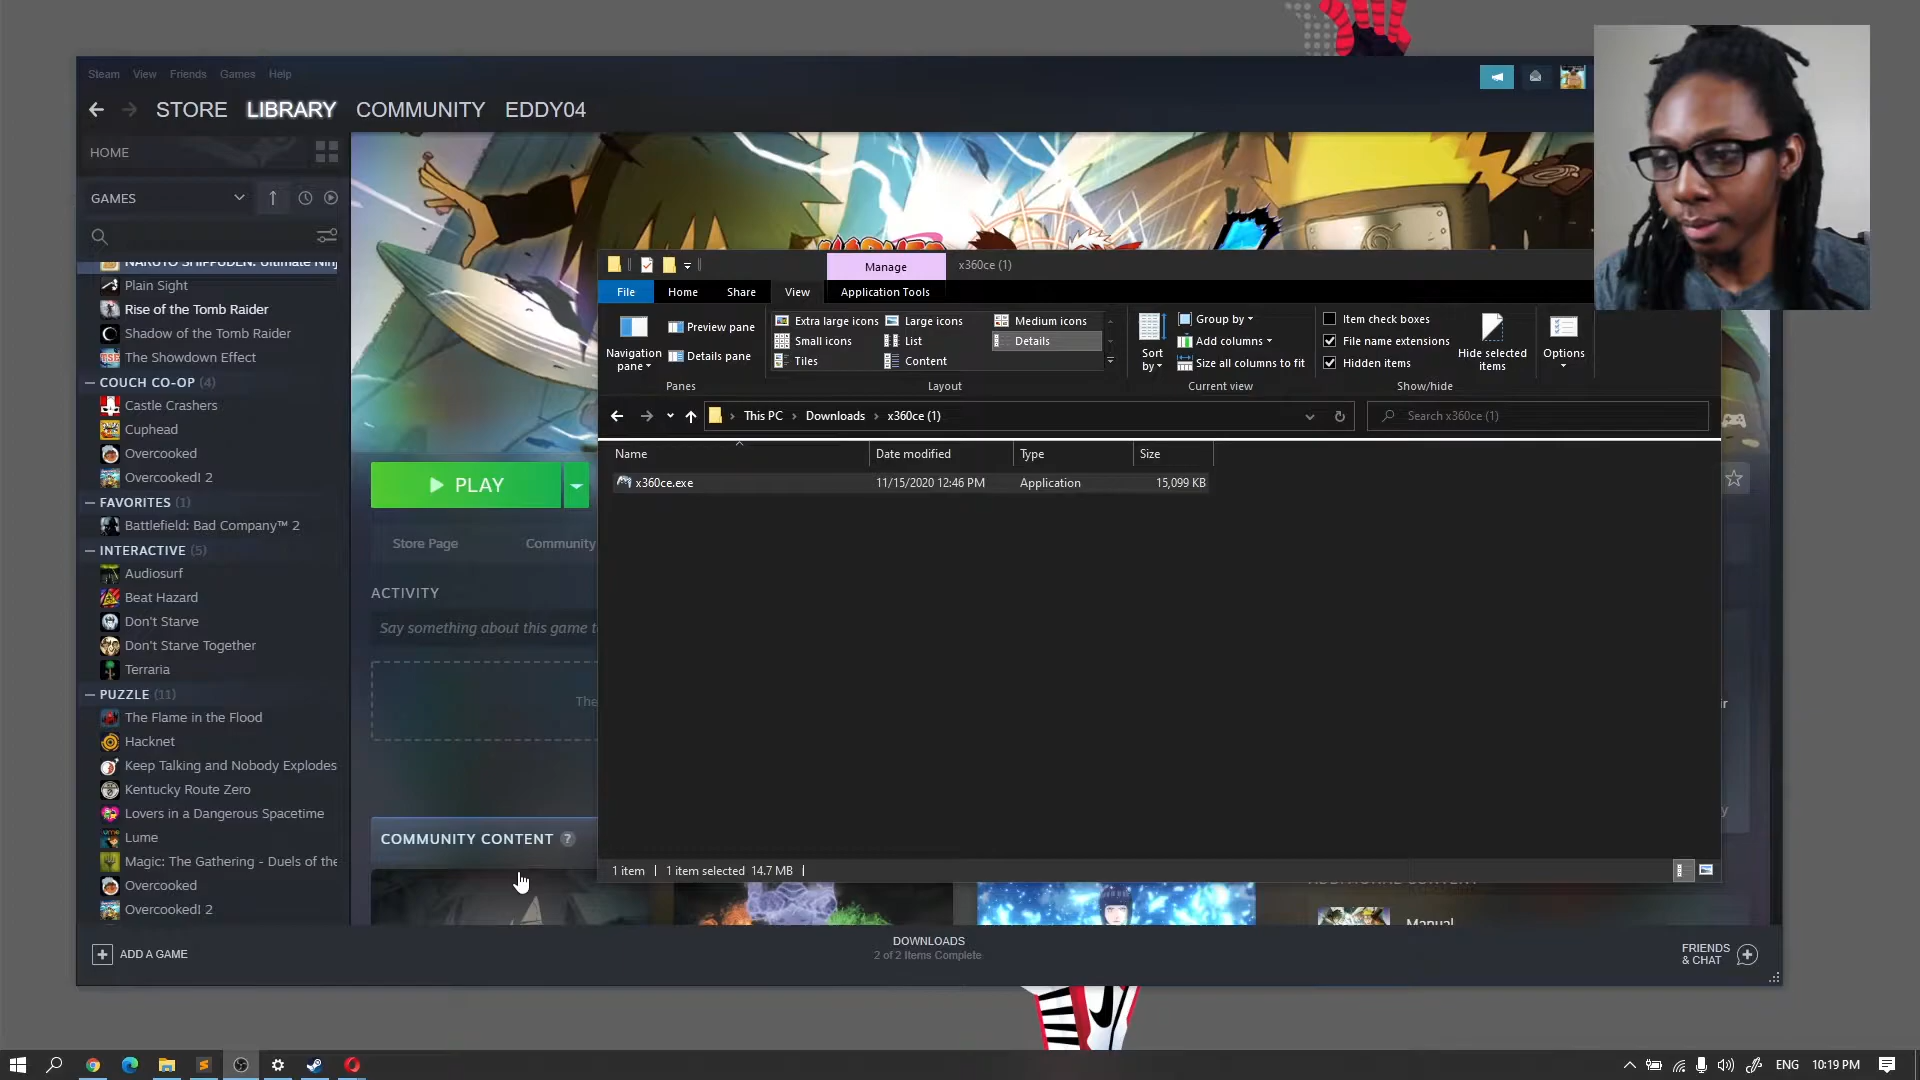 Steam View Friends Games Help
STORE LIBRARY COMMUNITY EDDY04
HOME
GAMES
NARUTO SHIPPUDEN: Ultimate Ninj
Plain Sight
Rise of the Tomb Raider
Shadow of the Tomb Raider
The Showdown Effect
COUCH CO-OP (4)
Castle Crashers
Cuphead
Overcooked
Overcooked! 2
FAVORITES (1)
Battlefield: Bad Company™ 2
INTERACTIVE (5)
Audiosurf
Beat Hazard
Don't Starve
Don't Starve Together
Terraria
PUZZLE (11)
The Flame in the Flood
Hacknet
Keep Talking and Nobody Explodes
Kentucky Route Zero
Lovers in a Dangerous Spacetime
Lume
Magic: The Gathering - Duels of the
Overcooked
Overcooked! 2
ADD A GAME
PLAY
Store Page Community
ACTIVITY
Say something about this game t
The
COMMUNITY CONTENT ?
Manage x360ce (1)
File Home Share View Application Tools
Navigation pane
Preview pane
Details pane
Panes
Extra large icons Large icons Medium icons
Small icons List Details
Tiles Content
Layout
Sort by
Group by
Add columns
Size all columns to fit
Current view
Item check boxes
File name extensions
Hidden items
Hide selected items
Show/hide
Options
This PC Downloads x360ce (1)
Search x360ce (1)
Name Date modified Type Size
x360ce.exe 11/15/2020 12:46 PM Application 15,099 KB
1 item 1 item selected 14.7 MB
Manual
DOWNLOADS
2 of 2 Items Complete
FRIENDS
& CHAT
ENG 10:19 PM